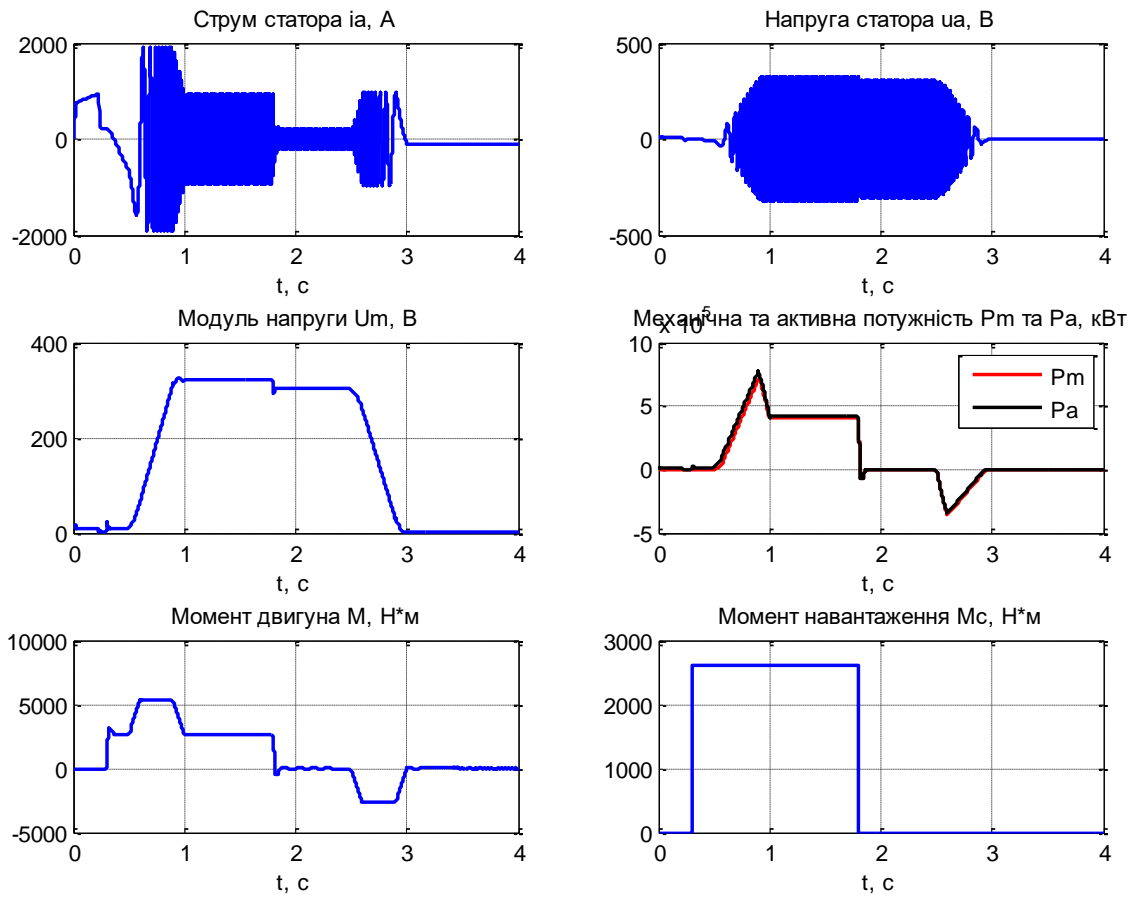 Струм статора ia, А
2000
0
-2000
0 1 2 3 4
t, с
Напруга статора ua, В
500
0
-500
0 1 2 3 4
t, с
Модуль напруги Um, В
400
200
0
0 1 2 3 4
t, с
Механічна та активна потужність Pm та Pa, кВт
x 10^5
10
5
0
-5
Pm
Pa
0 1 2 3 4
t, с
Момент двигуна М, Н*м
10000
5000
0
-5000
0 1 2 3 4
t, с
Момент навантаження Мс, Н*м
3000
2000
1000
0
0 1 2 3 4
t, с